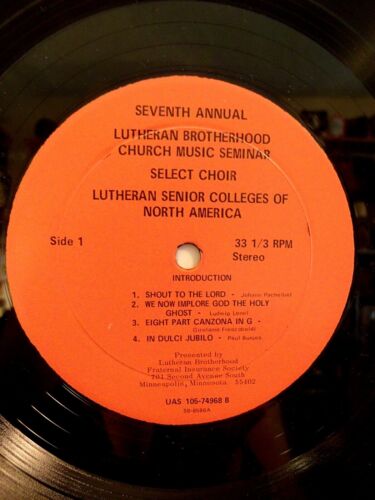 SEVENTH ANNUAL
LUTHERAN BROTHERHOOD
CHURCH MUSIC SEMINAR
SELECT CHOIR
LUTHERAN SENIOR COLLEGES OF
NORTH AMERICA
Side 1
33 1/3 RPM
Stereo
INTRODUCTION
1. SHOUT TO THE LORD - Johann Pachelbel
2. WE NOW IMPLORE GOD THE HOLY
GHOST - Ludwig Lenel
3. EIGHT PART CANZONA IN G -
Girolamo Frescobaldi
4. IN DULCI JUBILO - Paul Bunjes
Presented by
Lutheran Brotherhood
Fraternal Insurance Society
701 Second Avenue South
Minneapolis, Minnesota 55402
UAS 106-74968 B